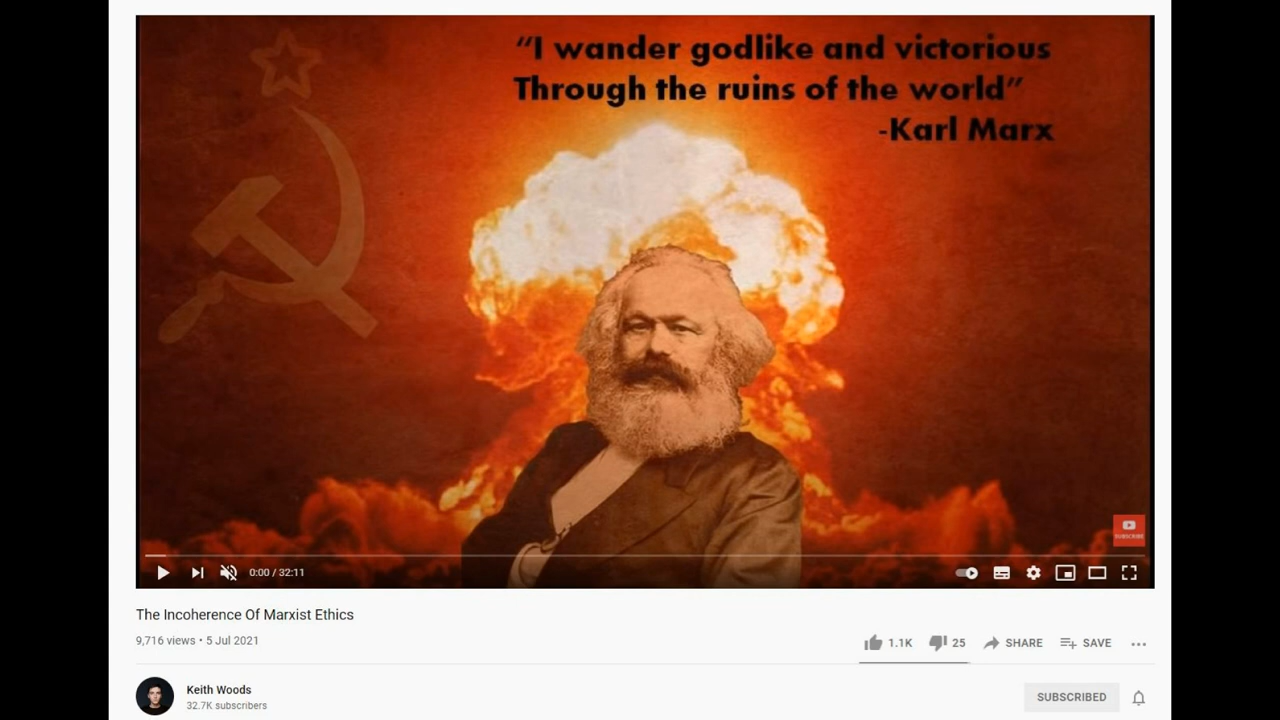 “I wander godlike and victorious
Through the ruins of the world”
-Karl Marx
SUBSCRIBE
0:00 / 32:11
The Incoherence Of Marxist Ethics
9,716 views • 5 Jul 2021
1.1K
25
SHARE
SAVE
Keith Woods
32.7K subscribers
SUBSCRIBED